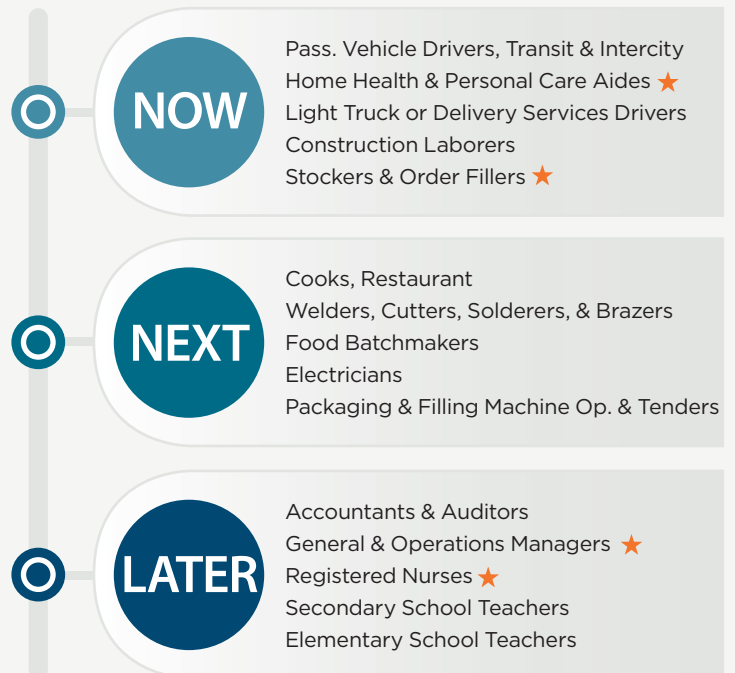 NOW
Pass. Vehicle Drivers, Transit & Intercity
Home Health & Personal Care Aides
Light Truck or Delivery Services Drivers
Construction Laborers
Stockers & Order Fillers
NEXT
Cooks, Restaurant
Welders, Cutters, Solderers, & Brazers
Food Batchmakers
Electricians
Packaging & Filling Machine Op. & Tenders
LATER
Accountants & Auditors
General & Operations Managers
Registered Nurses
Secondary School Teachers
Elementary School Teachers